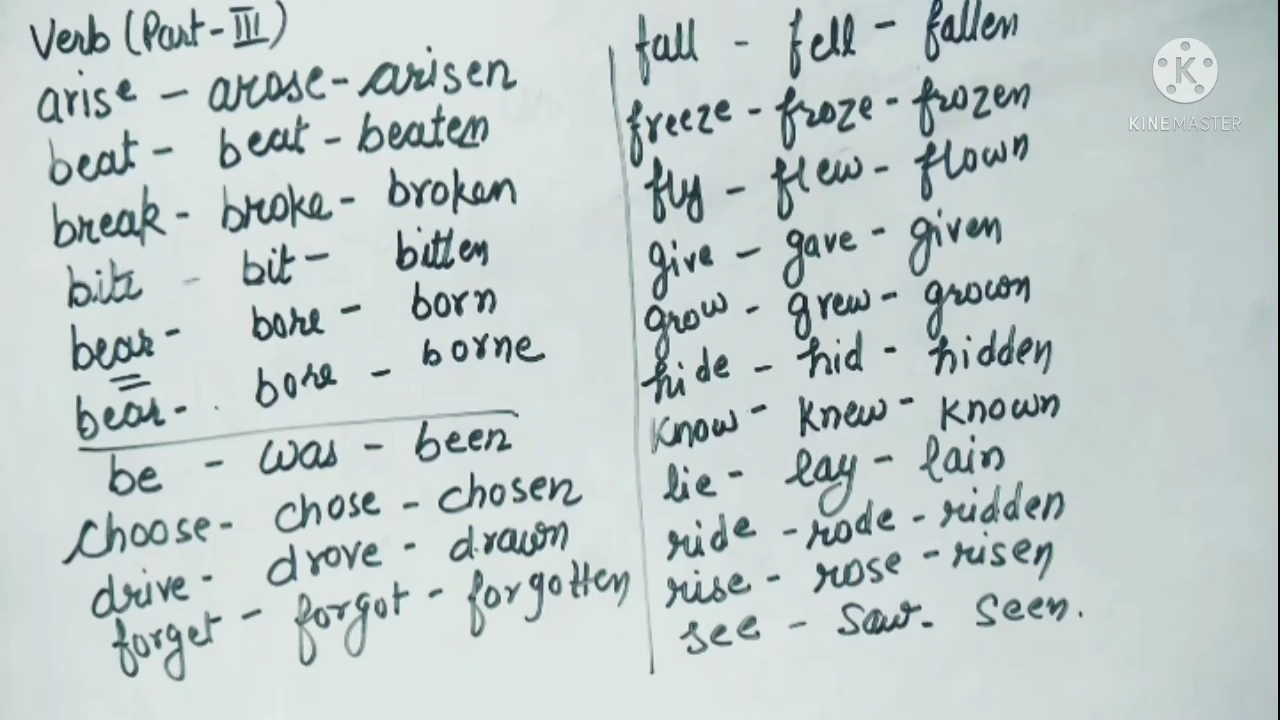 Verb (Part-III)
arise - arose - arisen
beat - beat - beaten
break - broke - broken
bite - bit - bitten
bear - bore - born
bear - bore - borne
be - was - been
choose - chose - chosen
drive - drove - drawn
forget - forgot - forgotten
fall - fell - fallen
freeze - froze - frozen
fly - flew - flown
give - gave - given
grow - grew - grown
hide - hid - hidden
know - knew - known
lie - lay - lain
ride - rode - ridden
rise - rose - risen
see - saw - seen.
K
KINEMASTER